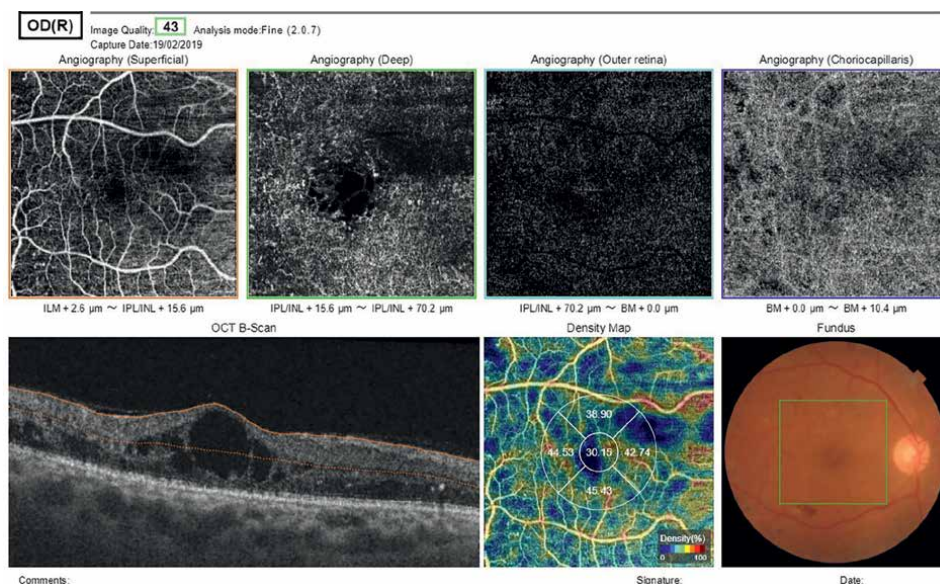 OD(R) Image Quality: 43 Analysis mode:Fine (2.0.7)
Capture Date:19/02/2019
Angiography (Superficial) Angiography (Deep) Angiography (Outer retina) Angiography (Choriocapillaris)
ILM + 2.6 µm ~ IPL/INL + 15.6 µm IPL/INL + 15.6 µm ~ IPL/INL + 70.2 µm IPL/INL + 70.2 µm ~ BM + 0.0 µm BM + 0.0 µm ~ BM + 10.4 µm
OCT B-Scan Density Map Fundus
38.90
44.53 30.15 42.74
45.43
Density(%)
0 100
Comments: Signature: Date: